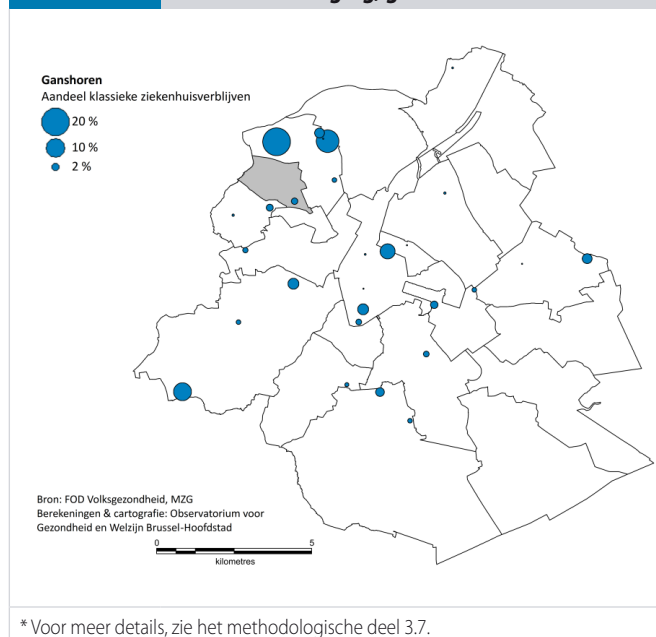 Ganshoren
Aandeel klassieke ziekenhuisverblijven
20 %
10 %
2 %
Bron: FOD Volksgezondheid, MZG
Berekeningen & cartografie: Observatorium voor
Gezondheid en Welzijn Brussel-Hoofdstad
0 5
kilometres
* Voor meer details, zie het methodologische deel 3.7.